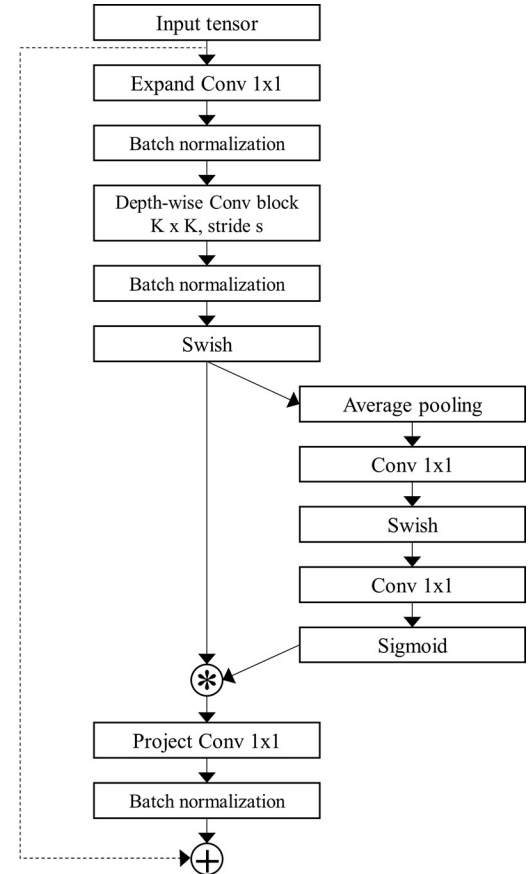 Input tensor
Expand Conv 1x1
Batch normalization
Depth-wise Conv block
K x K, stride s
Batch normalization
Swish
Average pooling
Conv 1x1
Swish
Conv 1x1
Sigmoid
*
Project Conv 1x1
Batch normalization
+